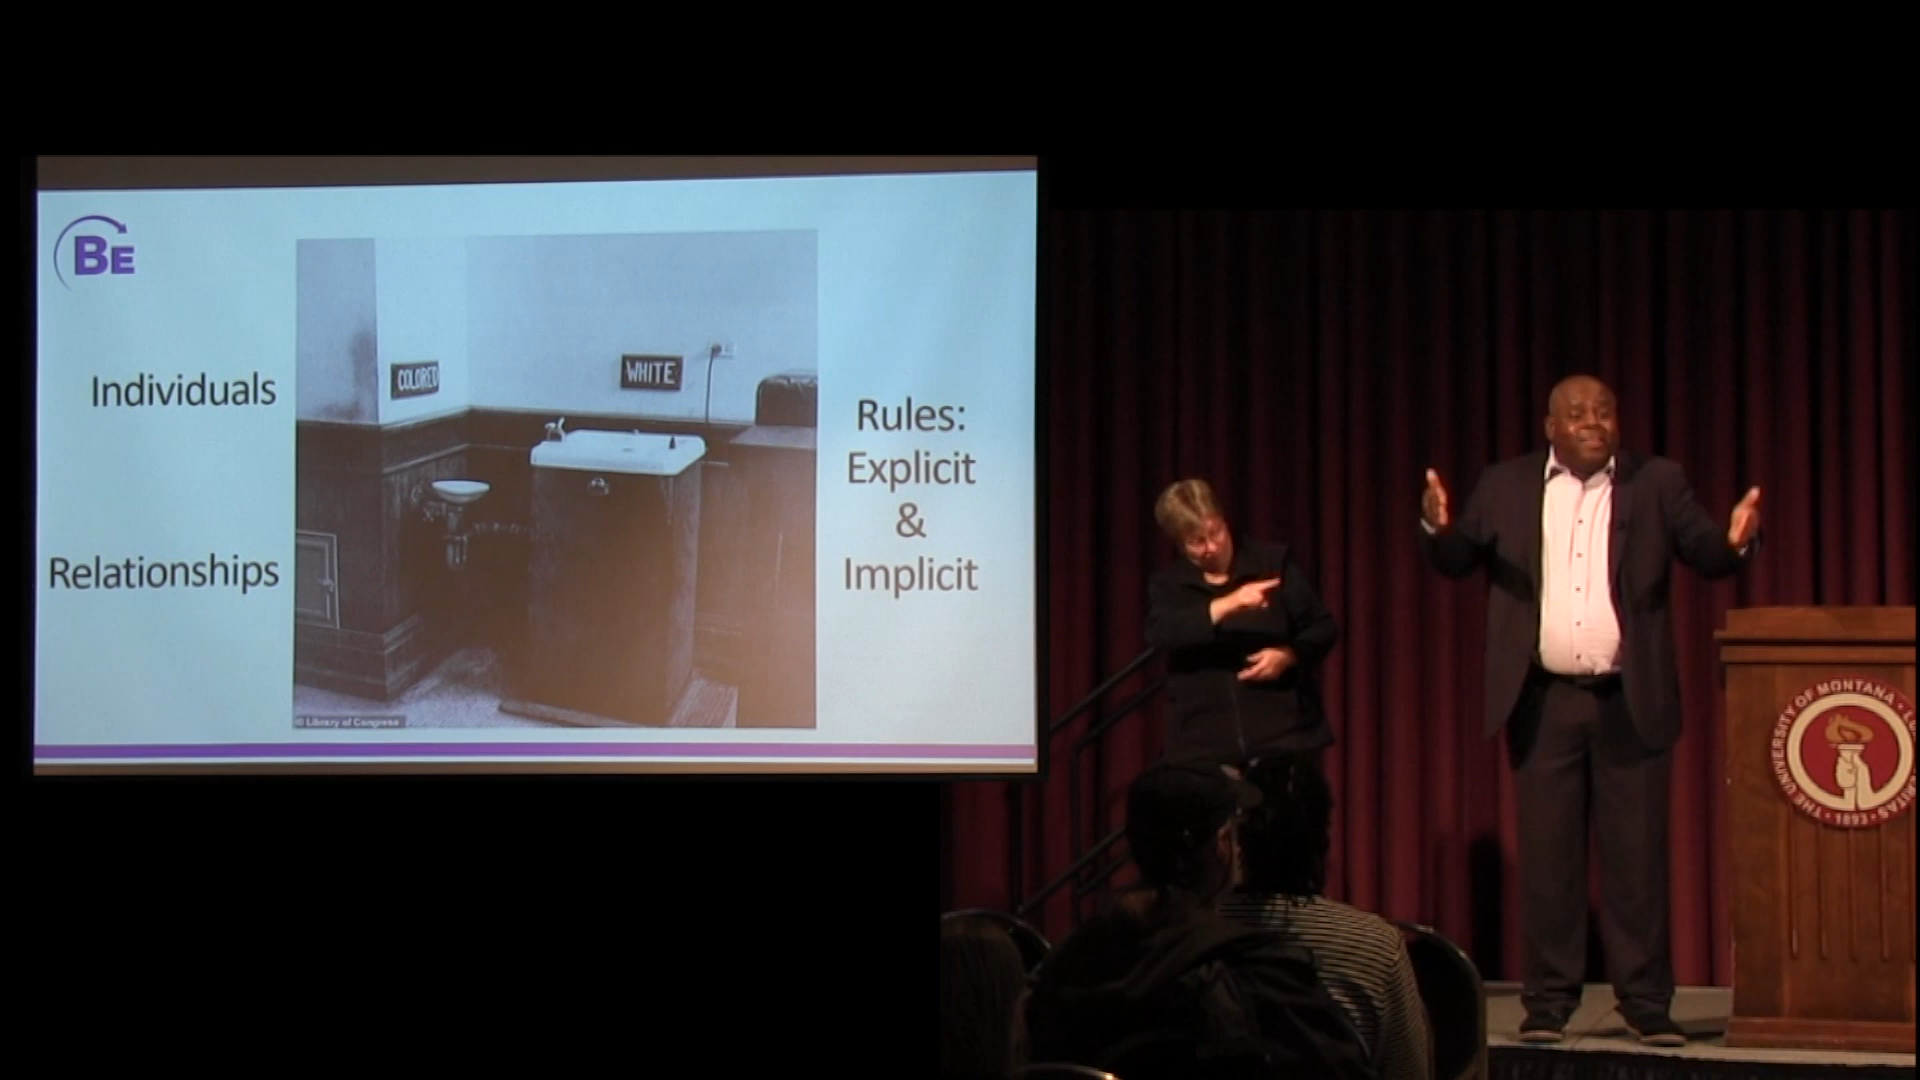 BE
Individuals
Relationships
COLORED
WHITE
© Library of Congress
Rules:
Explicit
&
Implicit
THE UNIVERSITY OF MONTANA
1893